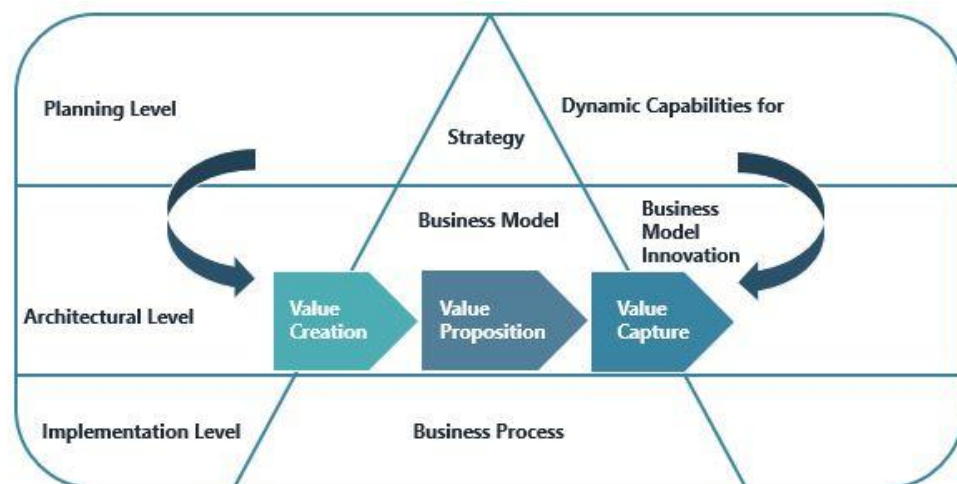 Planning Level
Dynamic Capabilities for
Strategy
Business Model
Business
Model
Innovation
Architectural Level
Value
Creation
Value
Proposition
Value
Capture
Implementation Level
Business Process